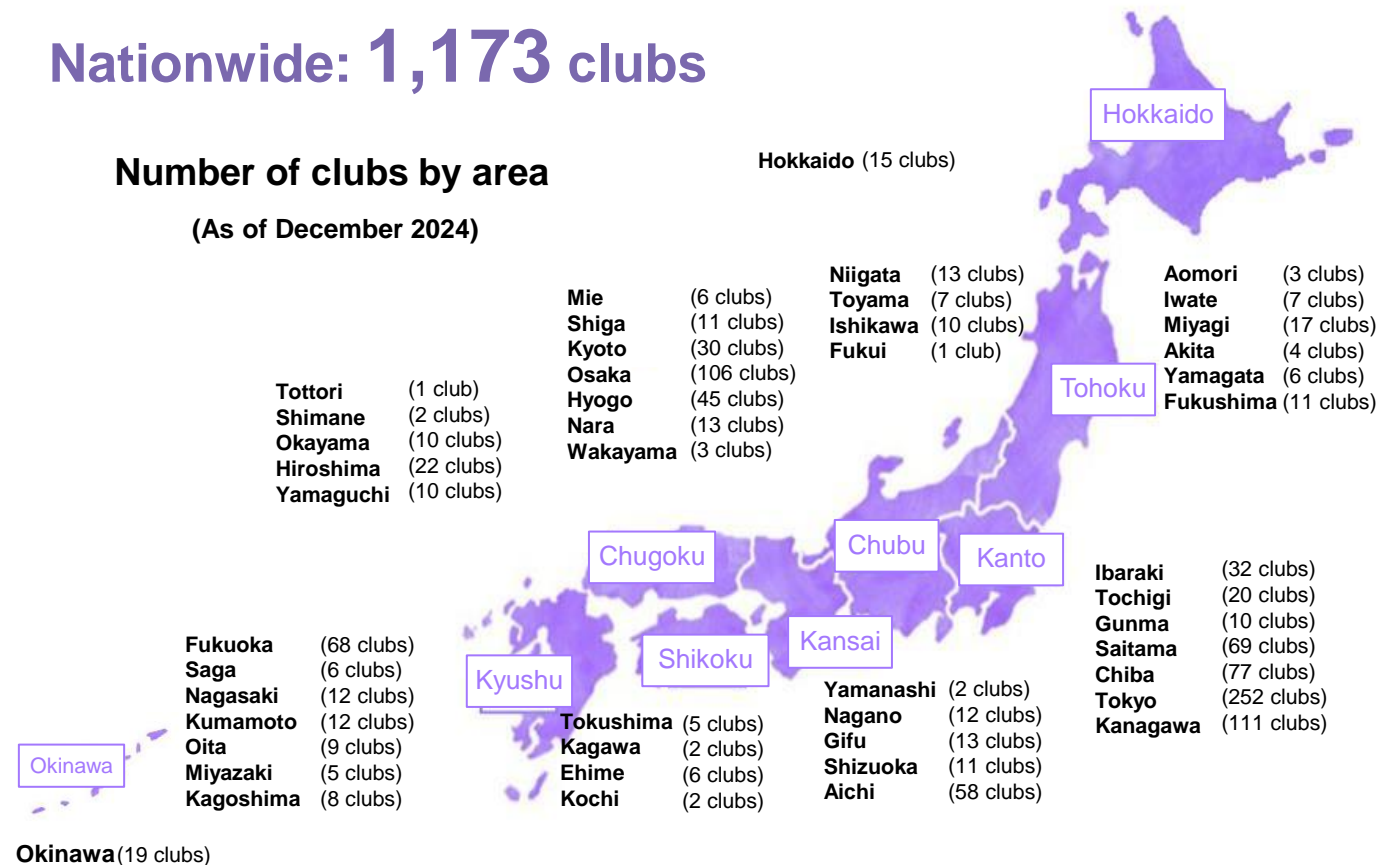 Nationwide: 1,173 clubs
Number of clubs by area
(As of December 2024)
Hokkaido
Hokkaido (15 clubs)
Niigata (13 clubs)
Toyama (7 clubs)
Ishikawa (10 clubs)
Fukui (1 club)
Aomori (3 clubs)
Iwate (7 clubs)
Miyagi (17 clubs)
Akita (4 clubs)
Yamagata (6 clubs)
Fukushima (11 clubs)
Tohoku
Mie (6 clubs)
Shiga (11 clubs)
Kyoto (30 clubs)
Osaka (106 clubs)
Hyogo (45 clubs)
Nara (13 clubs)
Wakayama (3 clubs)
Tottori (1 club)
Shimane (2 clubs)
Okayama (10 clubs)
Hiroshima (22 clubs)
Yamaguchi (10 clubs)
Chugoku
Chubu
Kanto
Ibaraki (32 clubs)
Tochigi (20 clubs)
Gunma (10 clubs)
Saitama (69 clubs)
Chiba (77 clubs)
Tokyo (252 clubs)
Kanagawa (111 clubs)
Kansai
Shikoku
Kyushu
Fukuoka (68 clubs)
Saga (6 clubs)
Nagasaki (12 clubs)
Kumamoto (12 clubs)
Oita (9 clubs)
Miyazaki (5 clubs)
Kagoshima (8 clubs)
Tokushima (5 clubs)
Kagawa (2 clubs)
Ehime (6 clubs)
Kochi (2 clubs)
Yamanashi (2 clubs)
Nagano (12 clubs)
Gifu (13 clubs)
Shizuoka (11 clubs)
Aichi (58 clubs)
Okinawa
Okinawa (19 clubs)